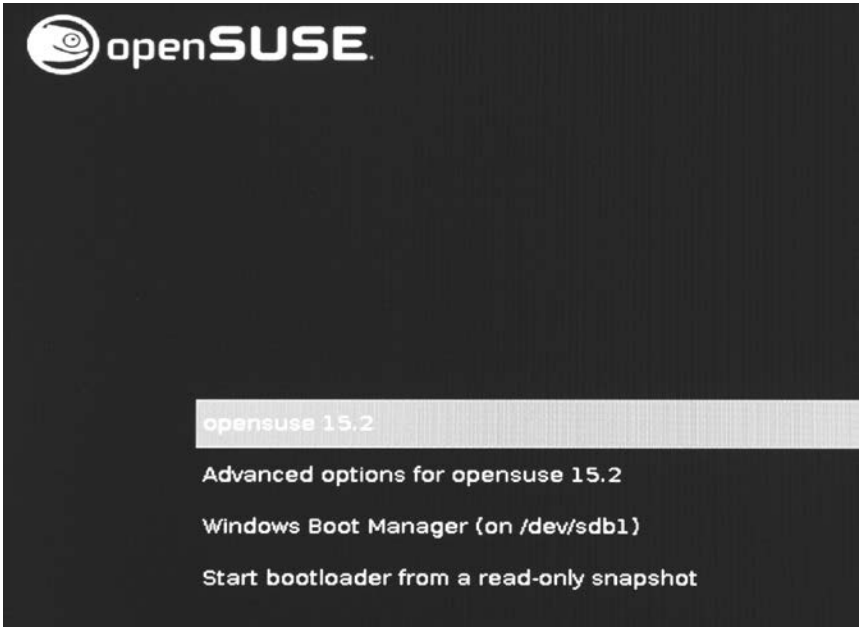 openSUSE.
opensuse 15.2
Advanced options for opensuse 15.2
Windows Boot Manager (on /dev/sdb1)
Start bootloader from a read-only snapshot